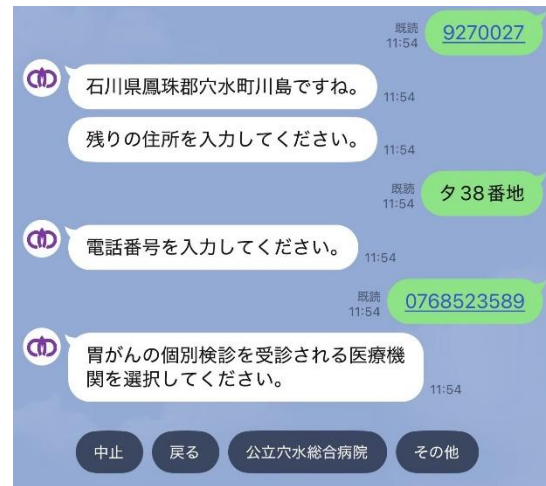 既読
11:54
9270027
石川県鳳珠郡穴水町川島ですね。
11:54
残りの住所を入力してください。
11:54
既読
11:54
タ38番地
電話番号を入力してください。
11:54
既読
11:54
0768523589
胃がんの個別検診を受診される医療機
関を選択してください。
11:54
中止
戻る
公立穴水総合病院
その他